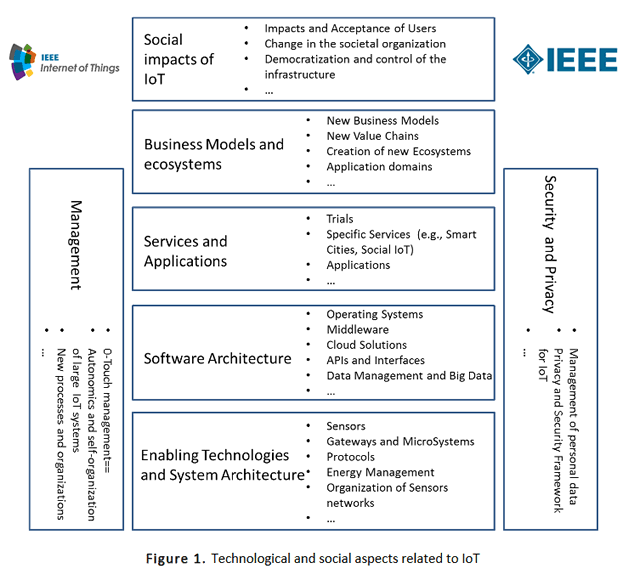 IEEE
Internet of Things
IEEE
Social
impacts of
IoT
• Impacts and Acceptance of Users
• Change in the societal organization
• Democratization and control of the
infrastructure
• ...
Business Models and
ecosystems
• New Business Models
• New Value Chains
• Creation of new Ecosystems
• Application domains
• ...
Services and
Applications
• Trials
• Specific Services (e.g., Smart
Cities, Social IoT)
• Applications
• ...
Software Architecture
• Operating Systems
• Middleware
• Cloud Solutions
• APIs and Interfaces
• Data Management and Big Data
• ...
Enabling Technologies
and System Architecture
• Sensors
• Gateways and MicroSystems
• Protocols
• Energy Management
• Organization of Sensors
networks
• ...
Management
• 0-Touch management==
• Autonomics and self-organization
of large IoT systems
• New processes and organizations
• ...
Security and Privacy
• Management of personal data
• Privacy and Security Framework
for IoT
• ...
Figure 1. Technological and social aspects related to IoT